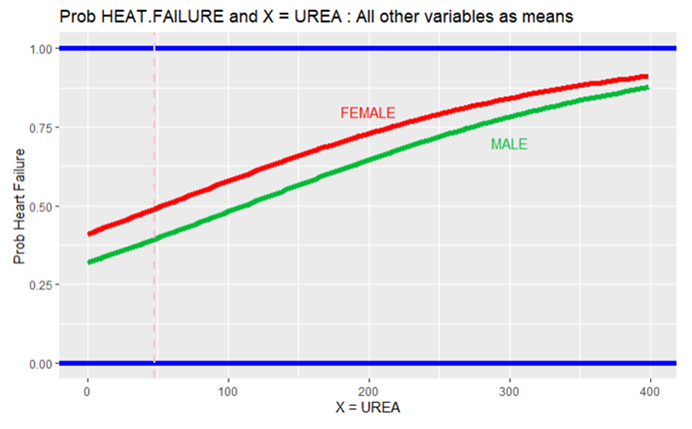 Prob HEAT.FAILURE and X = UREA : All other variables as means
1.00
0.75
0.50
0.25
0.00
Prob Heart Failure
FEMALE
MALE
0 100 200 300 400
X = UREA